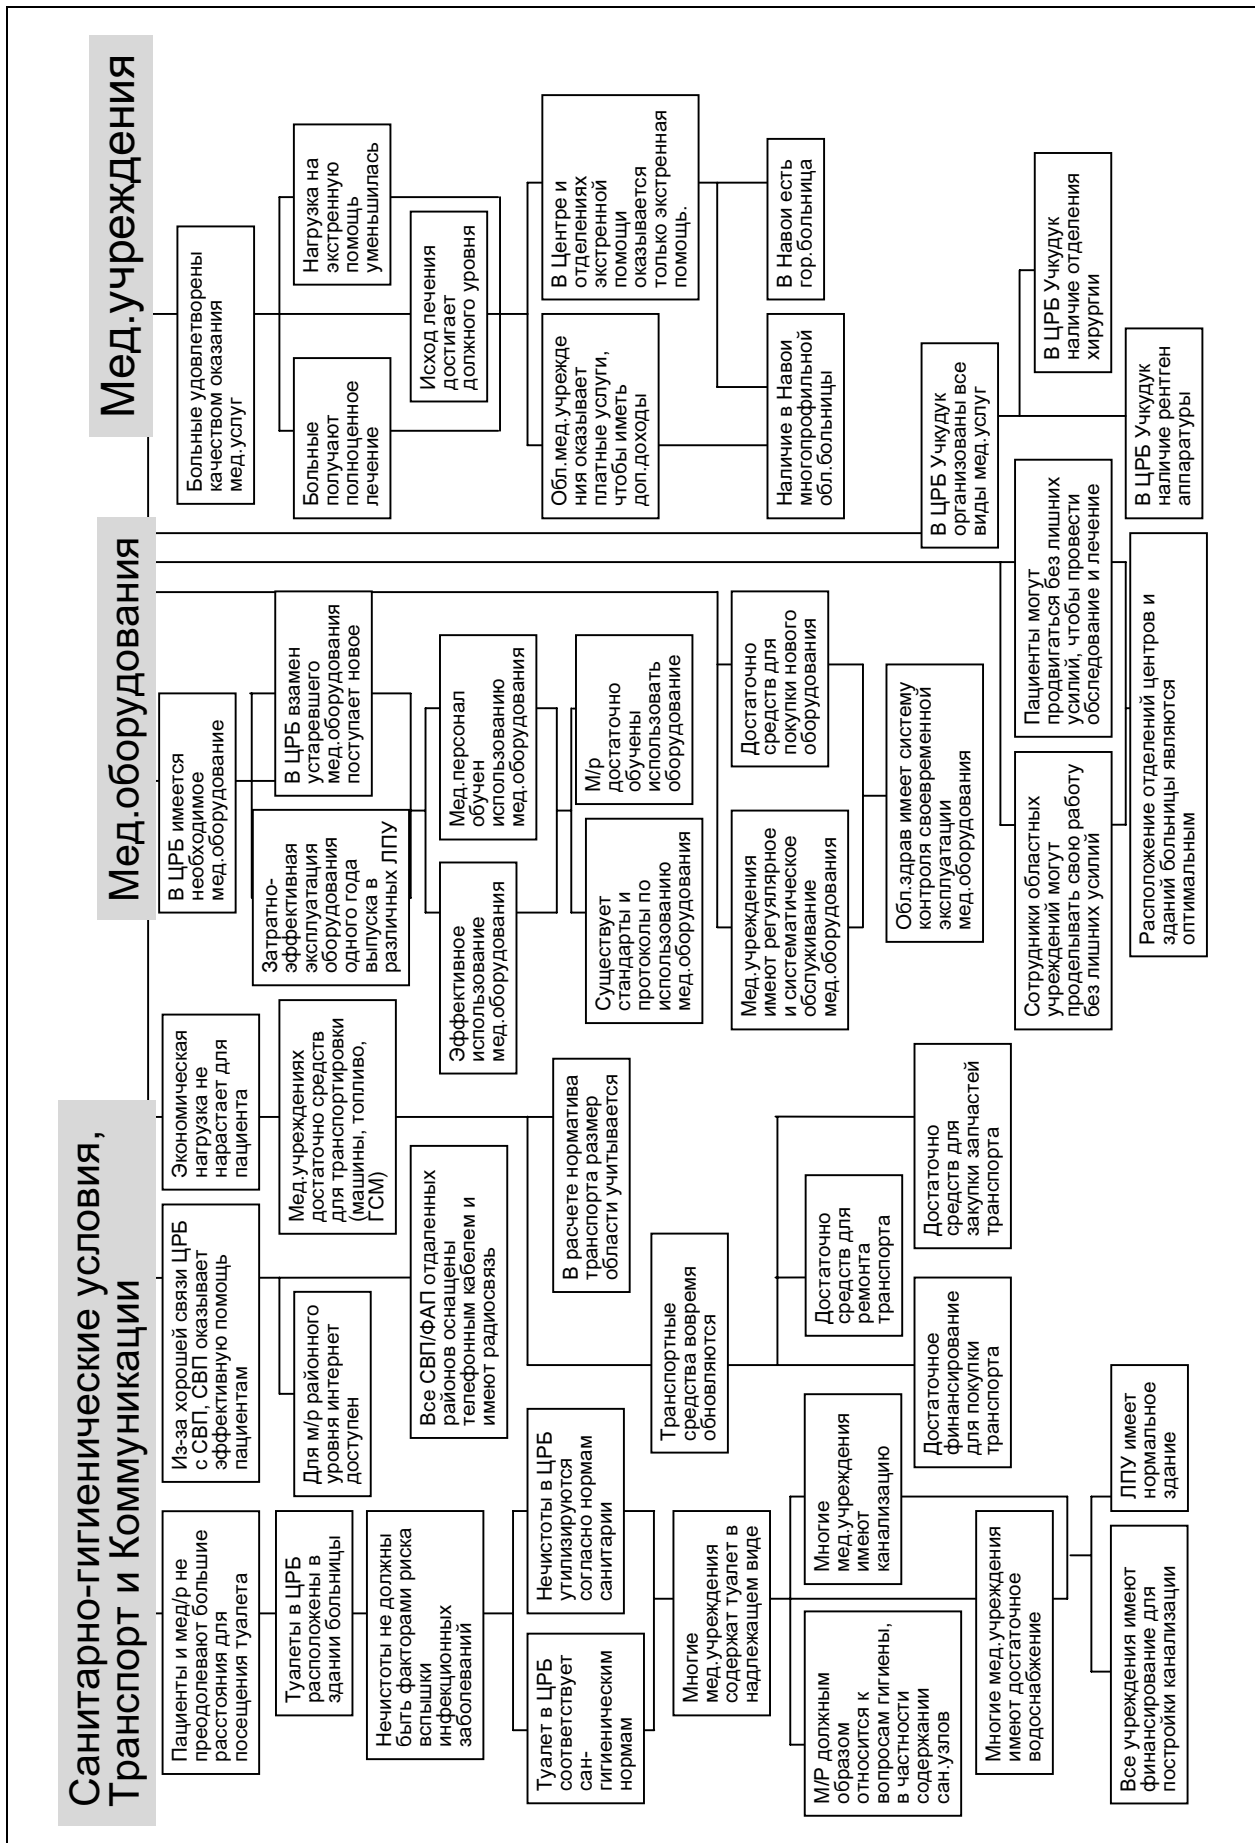 Санитарно-гигиенические условия,
Транспорт и Коммуникации
Мед.оборудования
Мед.учреждения
Пациенты и мед/р не
преодолевают большие
расстояния для
посещения туалета
Туалеты в ЦРБ
расположены в
здании больницы
Нечистоты не должны
быть факторами риска
вспышки
инфекционных
заболеваний
Туалет в ЦРБ
соответствует
сан-
гигиеническим
нормам
Нечистоты в ЦРБ
утилизируются
согласно нормам
санитарии
Многие
мед.учреждения
содержат туалет в
надлежащем виде
М/Р должным
образом
относится к
вопросам гигиены,
в частности
содержании
сан.узлов
Многие
мед.учреждения
имеют
канализацию
Многие мед.учреждения
имеют достаточное
водоснабжение
Все учреждения имеют
финансирование для
постройки канализации
ЛПУ имеет
нормальное
здание
Из-за хорошей связи ЦРБ
с СВП, СВП оказывает
эффективную помощь
пациентам
Для м/р районного
уровня интернет
доступен
Все СВП/ФАП отдаленных
районов оснащены
телефонным кабелем и
имеют радиосвязь
Экономическая
нагрузка не
нарастает для
пациента
Мед.учреждениях
достаточно средств
для транспортировки
(машины, топливо,
ГСМ)
В расчете норматива
транспорта размер
области учитывается
Транспортные
средства вовремя
обновляются
Достаточно
средств для
ремонта
транспорта
Достаточное
финансирование
для покупки
транспорта
Достаточно
средств для
закупки запчастей
транспорта
В ЦРБ имеется
необходимое
мед.оборудование
Затратно-
эффективная
эксплуатация
оборудования
одного года
выпуска в
различных ЛПУ
В ЦРБ взамен
устаревшего
мед.оборудования
поступает новое
Эффективное
использование
мед.оборудования
Мед.персонал
обучен
использованию
мед.оборудования
Существует
стандарты и
протоколы по
использованию
мед.оборудования
М/р
достаточно
обучены
использовать
оборудование
Мед.учреждения
имеют регулярное
и систематическое
обслуживание
мед.оборудования
Достаточно
средств для
покупки нового
оборудования
Обл.здрав имеет систему
контроля своевременной
эксплуатации
мед.оборудования
Сотрудники областных
учреждений могут
проделывать свою работу
без лишних усилий
Пациенты могут
продвигаться без лишних
усилий, чтобы провести
обследование и лечение
Расположение отделений центров и
зданий больницы являются
оптимальным
Больные удовлетворены
качеством оказания
мед.услуг
Больные
получают
полноценное
лечение
Нагрузка на
экстренную
помощь
уменьшилась
Исход лечения
достигает
должного уровня
Обл.мед.учрежде
ния оказывает
платные услуги,
чтобы иметь
доп.доходы
В Центре и
отделениях
экстренной
помощи
оказывается
только экстренная
помощь.
Наличие в Навои
многопрофильной
обл.больницы
В Навои есть
гор.больница
В ЦРБ Учкудук
организованы все
виды мед.услуг
В ЦРБ Учкудук
наличие отделения
хирургии
В ЦРБ Учкудук
наличие рентген
аппаратуры